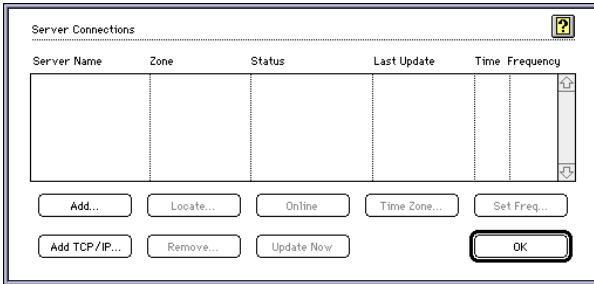 Server Connections ?
Server Name Zone Status Last Update Time Frequency
Add... Locate... Online Time Zone... Set Freq...
Add TCP/IP... Remove... Update Now OK